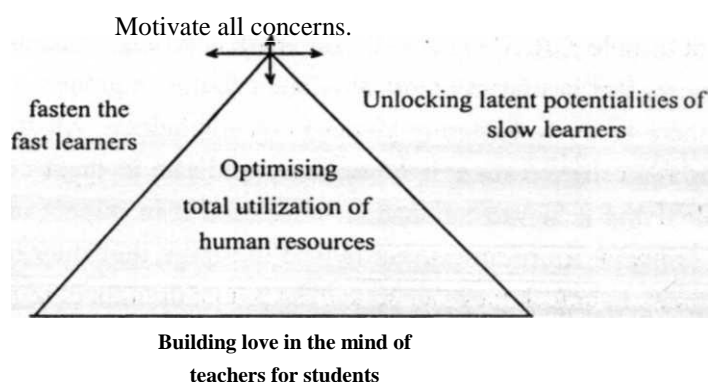 Motivate all concerns.
fasten the
fast learners
Unlocking latent potentialities of
slow learners
Optimising
total utilization of
human resources
Building love in the mind of
teachers for students